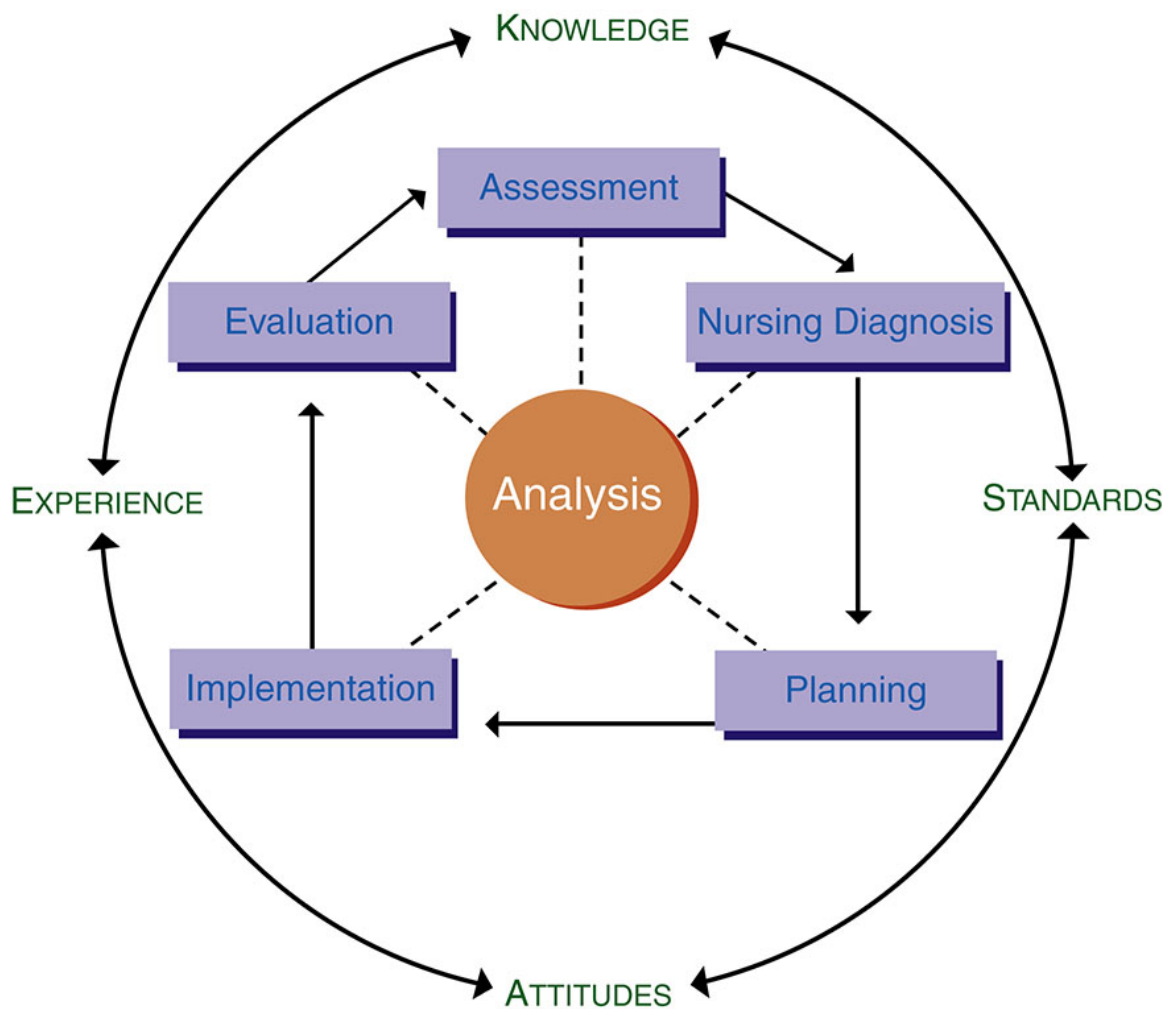 KNOWLEDGE
Assessment
Evaluation
Nursing Diagnosis
Analysis
EXPERIENCE
STANDARDS
Implementation
Planning
ATTITUDES